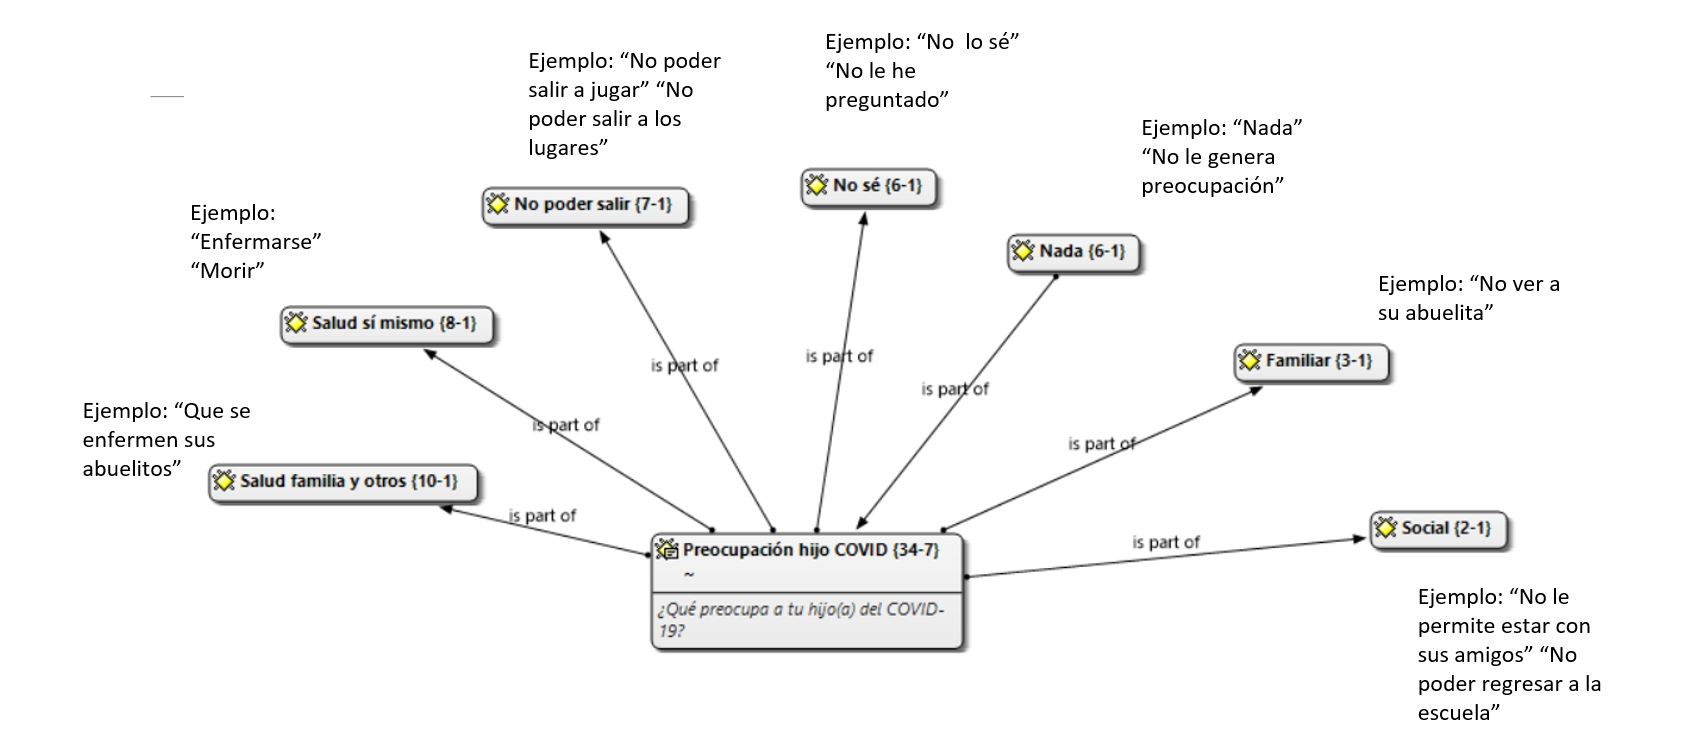 Ejemplo: “No lo sé”
“No le he
preguntado”
Ejemplo: “No poder
salir a jugar” “No
poder salir a los
lugares”
Ejemplo: “Nada”
“No le genera
preocupación”
No sé {6-1}
No poder salir {7-1}
Ejemplo:
“Enfermarse”
“Morir”
Nada {6-1}
Ejemplo: “No ver a
su abuelita”
Salud sí mismo {8-1}
Familiar {3-1}
is part of
is part of
is part of
is part of
is part of
Ejemplo: “Que se
enfermen sus
abuelitos”
Salud familia y otros {10-1}
is part of
is part of
Social {2-1}
Preocupación hijo COVID {34-7}
~
¿Qué preocupa a tu hijo(a) del COVID-
19?
Ejemplo: “No le
permite estar con
sus amigos” “No
poder regresar a la
escuela”